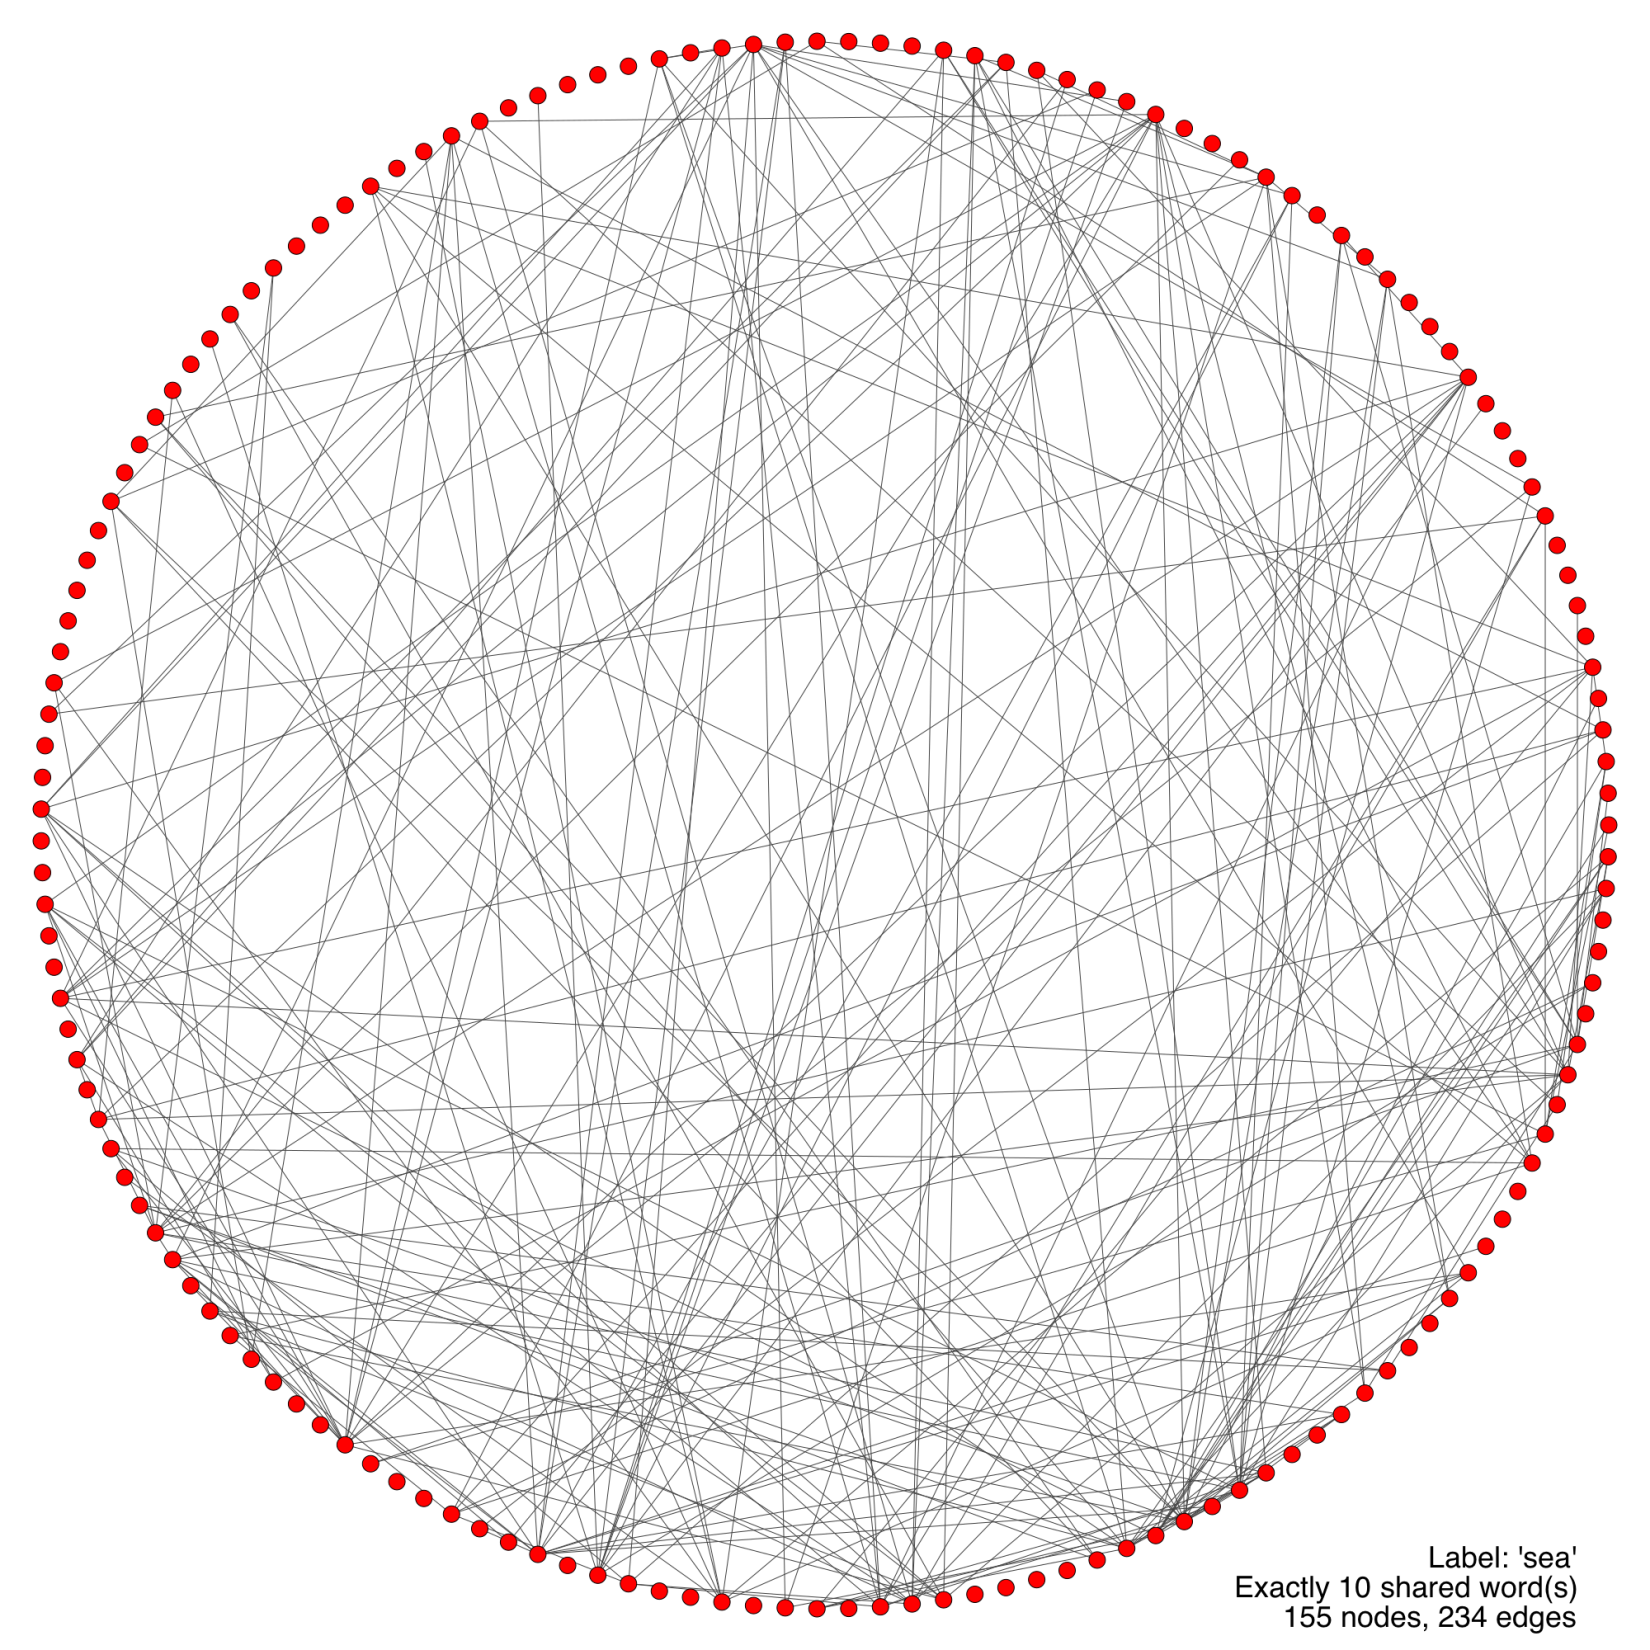 Label: 'sea'
Exactly 10 shared word(s)
155 nodes, 234 edges